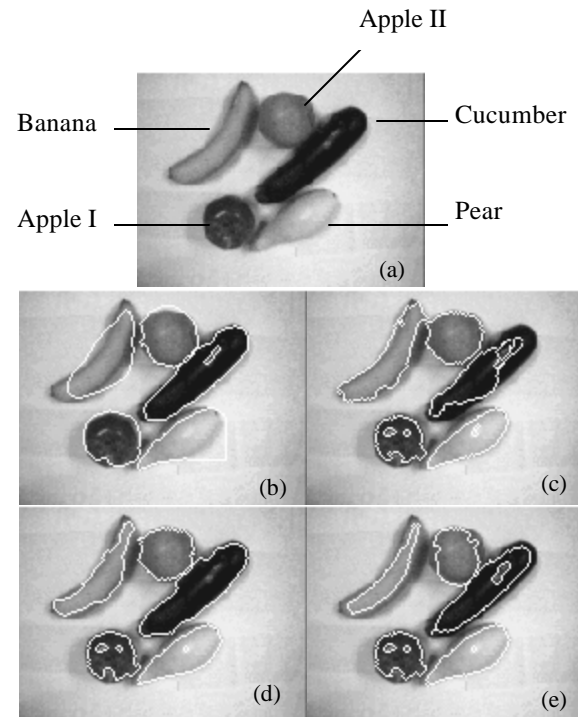 Apple II
Banana
Cucumber
Apple I
Pear
(a)
(b)
(c)
(d)
(e)